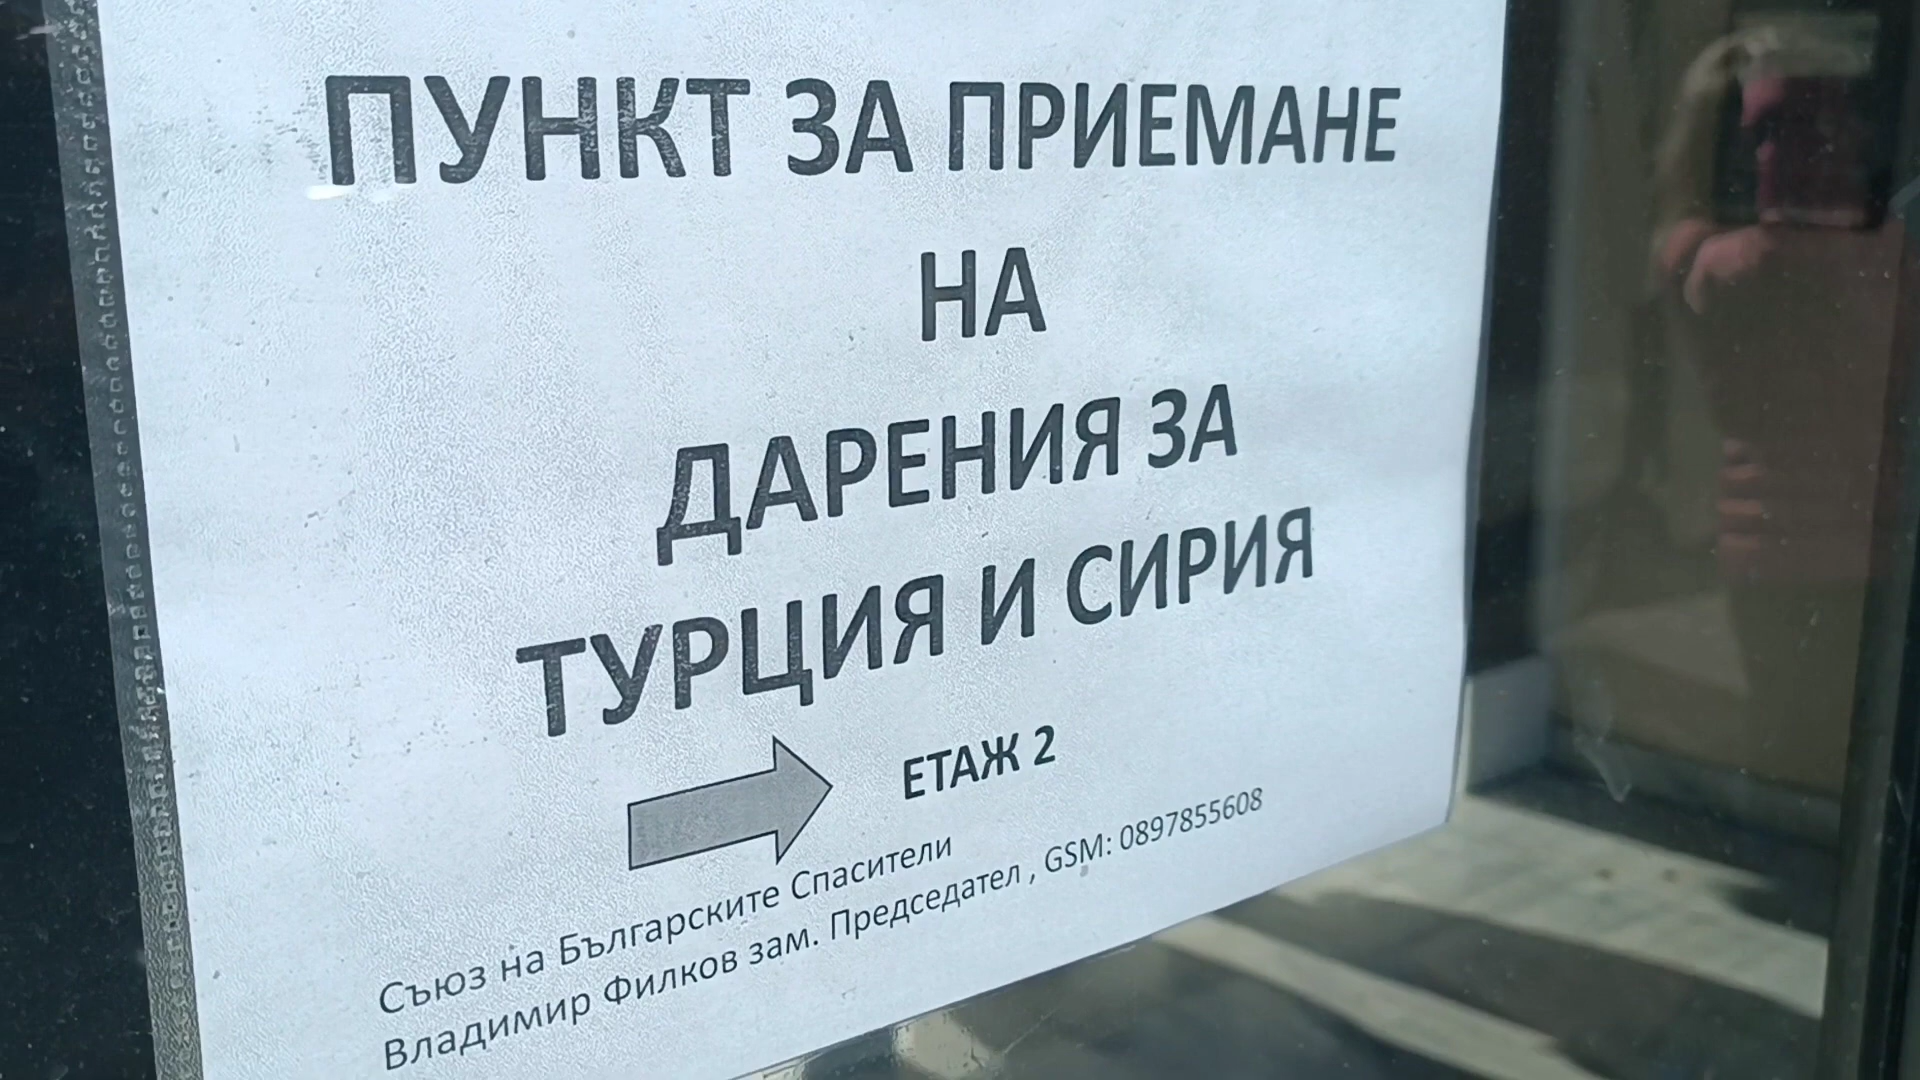 ПУНКТ ЗА ПРИЕМАНЕ
НА
ДАРЕНИЯ ЗА
ТУРЦИЯ И СИРИЯ
ЕТАЖ 2
Съюз на Българските Спасители
Владимир Филков зам. Председател , GSM: 0897855608